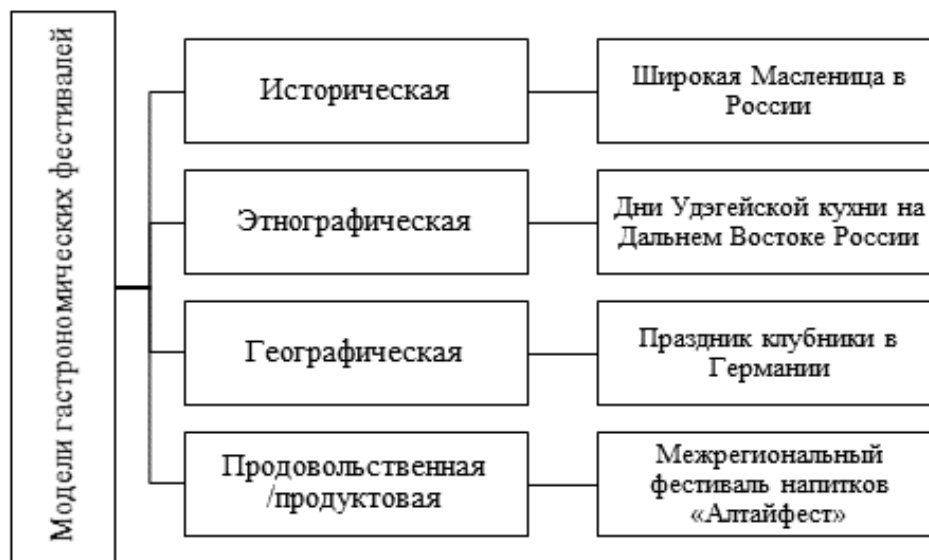 Модели гастрономических фестивалей
Историческая
Широкая Масленица в
России
Этнографическая
Дни Удэгейской кухни на
Дальнем Востоке России
Географическая
Праздник клубники в
Германии
Продовольственная
/продуктовая
Межрегиональный
фестиваль напитков
«Алтайфест»